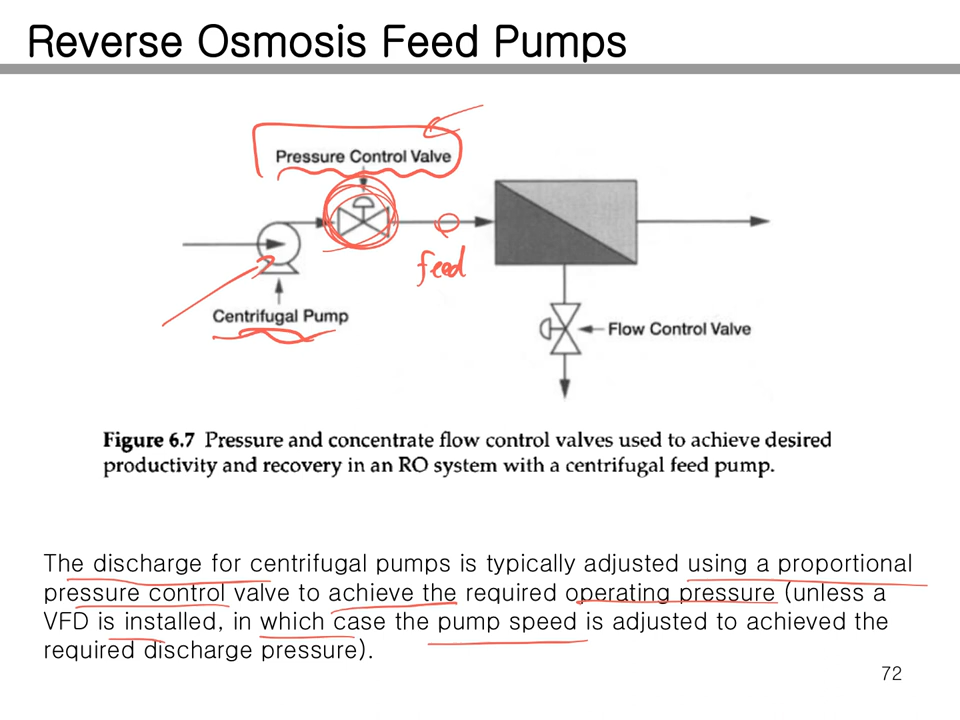 Reverse Osmosis Feed Pumps
Pressure Control Valve
feed
Centrifugal Pump
Flow Control Valve
Figure 6.7 Pressure and concentrate flow control valves used to achieve desired
productivity and recovery in an RO system with a centrifugal feed pump.
The discharge for centrifugal pumps is typically adjusted using a proportional
pressure control valve to achieve the required operating pressure (unless a
VFD is installed, in which case the pump speed is adjusted to achieved the
required discharge pressure).
72